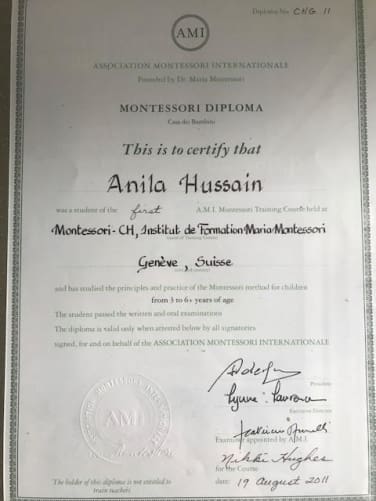 Diploma No CHG 11
AMI
ASSOCIATION MONTESSORI INTERNATIONALE
Founded by Dr. Maria Montessori
MONTESSORI DIPLOMA
Casa dei Bambini
This is to certify that
Anila Hussain
was a student of the first A.M.I. Montessori Training Course held at
Montessori-CH, Institut de Formation Maria Montessori
Genève, Suisse
and has studied the principles and practice of the Montessori method for children
from 3 to 6+ years of age
The student passed the written and oral examinations
The diploma is valid only when attested below by all signatories
signed, for and on behalf of the ASSOCIATION MONTESSORI INTERNATIONALE
President
Executive Director
Examiner appointed by A.M.I.
Nikki Hughes
for the Course
AMI
The holder of this diploma is not entitled to
train teachers
date: 19 August 2011